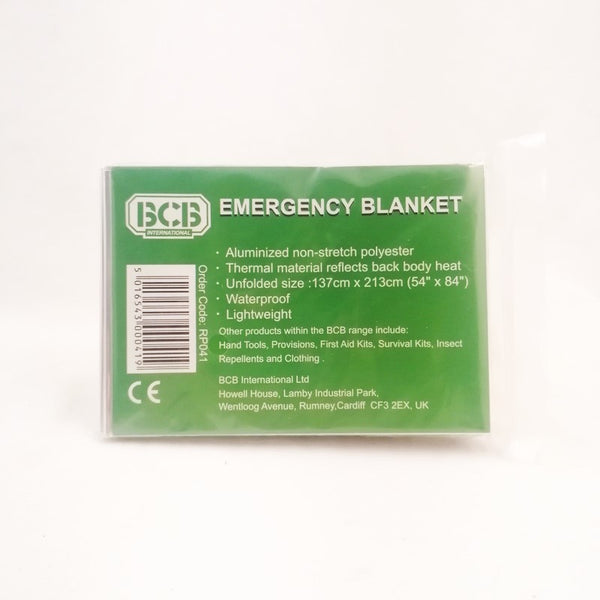 BCB
INTERNATIONAL
EMERGENCY BLANKET
· Aluminized non-stretch polyester
· Thermal material reflects back body heat
· Unfolded size :137cm x 213cm (54" x 84")
· Waterproof
· Lightweight
Other products within the BCB range include:
Hand Tools, Provisions, First Aid Kits, Survival Kits, Insect
Repellents and Clothing .
BCB International Ltd
Howell House, Lamby Industrial Park,
Wentloog Avenue, Rumney,Cardiff CF3 2EX, UK
Order Code: RP041
5 016543 000419
CE